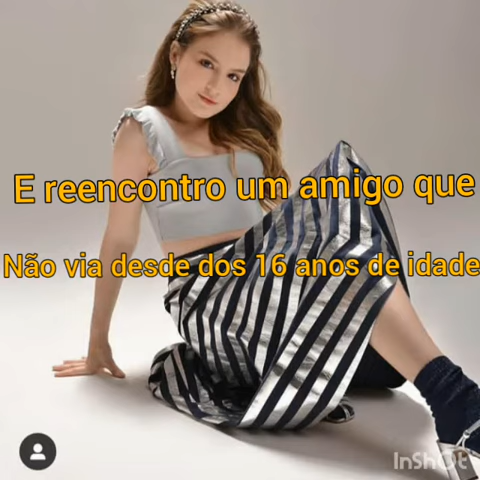 E reencontro um amigo que
Não via desde dos 16 anos de idade
InShOt